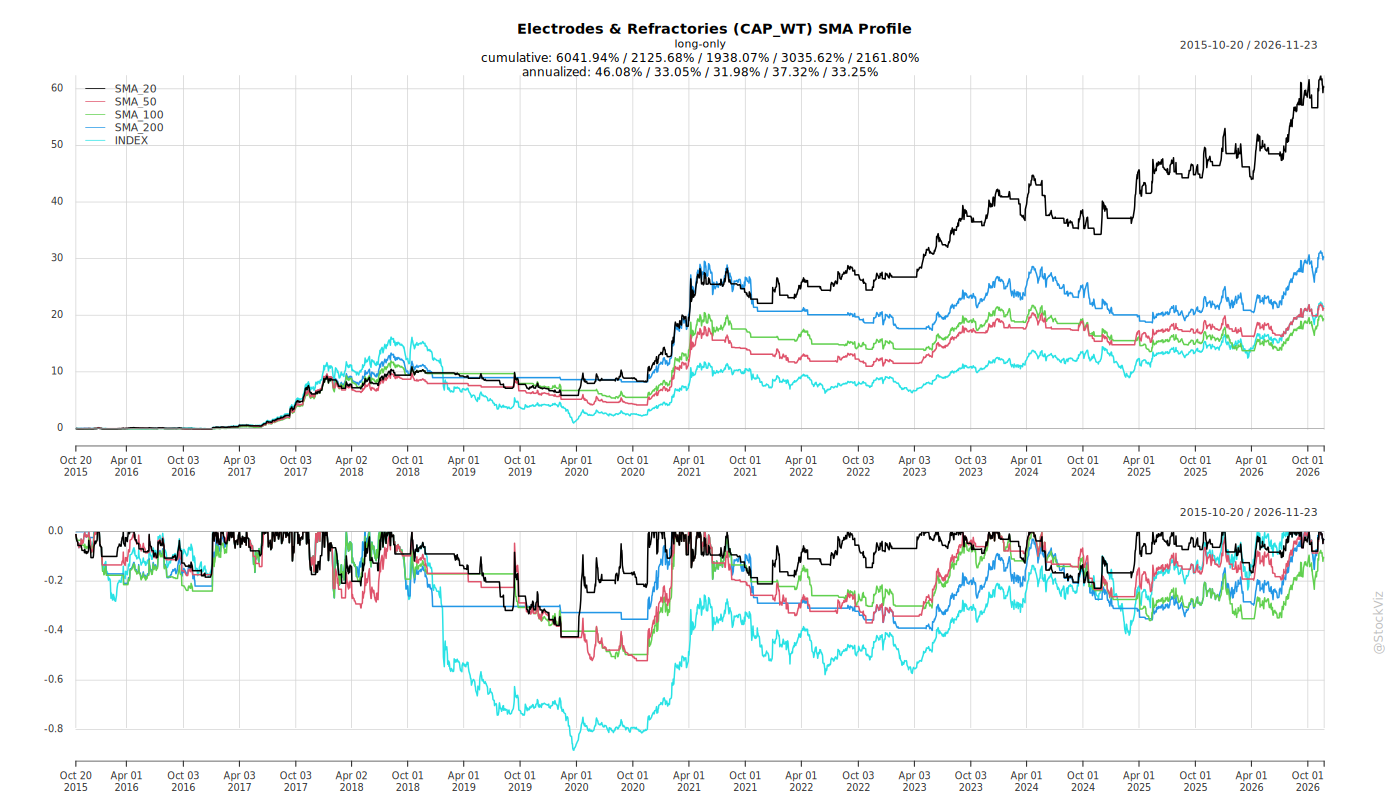 Electrodes & Refractories (CAP_WT) SMA Profile
long-only
2015-10-20 / 2026-11-23
cumulative: 6041.94% / 2125.68% / 1938.07% / 3035.62% / 2161.80%
annualized: 46.08% / 33.05% / 31.98% / 37.32% / 33.25%
SMA_20
SMA_50
SMA_100
SMA_200
INDEX
60
50
40
30
20
10
0
Oct 20 Apr 01 Oct 03 Apr 03 Oct 03 Apr 02 Oct 01 Apr 01 Oct 01 Apr 01 Oct 01 Apr 01 Oct 01 Apr 01 Oct 03 Apr 03 Oct 03 Apr 01 Oct 01 Apr 01 Oct 01 Apr 01 Oct 01
2015 2016 2016 2017 2017 2018 2018 2019 2019 2020 2020 2021 2021 2022 2022 2023 2023 2024 2024 2025 2025 2026 2026
2015-10-20 / 2026-11-23
0.0
-0.2
-0.4
-0.6
-0.8
Oct 20 Apr 01 Oct 03 Apr 03 Oct 03 Apr 02 Oct 01 Apr 01 Oct 01 Apr 01 Oct 01 Apr 01 Oct 01 Apr 01 Oct 03 Apr 03 Oct 03 Apr 01 Oct 01 Apr 01 Oct 01 Apr 01 Oct 01
2015 2016 2016 2017 2017 2018 2018 2019 2019 2020 2020 2021 2021 2022 2022 2023 2023 2024 2024 2025 2025 2026 2026
@StockViz